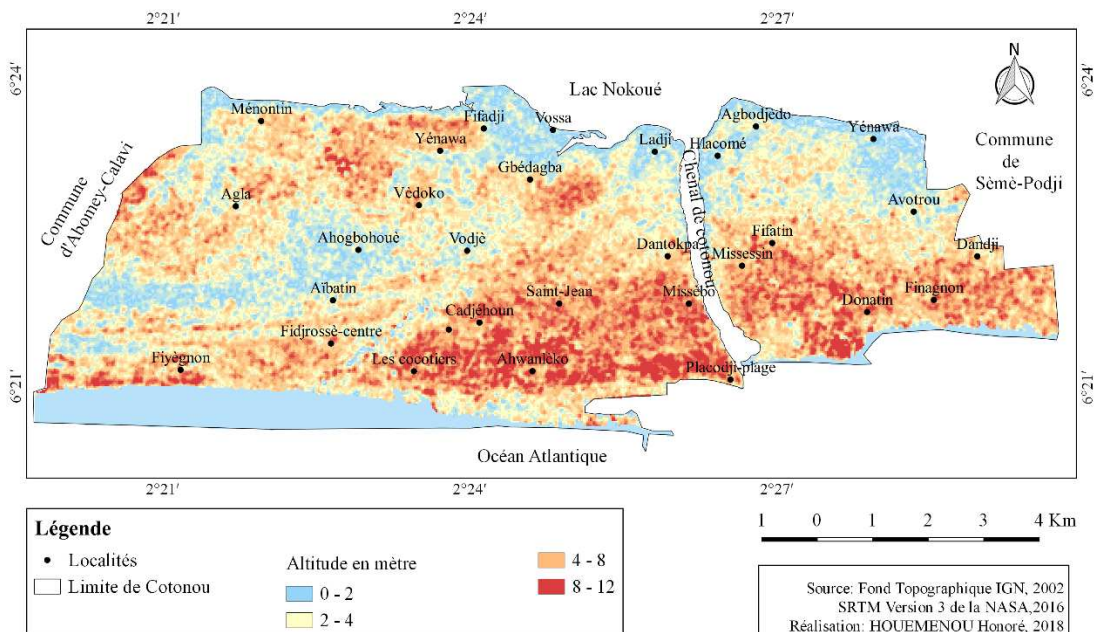 2°21′ 2°24′ 2°27′
6°24′
6°24′
N
Lac Nokoué
Ménontin
Fifadji
Vossa
Agbodjèdo
Yénawa
Yénawa
Ladji
Hlacomé
Commune
de
Sèmè-Podji
Commune
d'Abomey-Calavi
Gbédagba
Agla
Vèdoko
Avotrou
Chenal de cotonou
Ahogbohouè
Vodjè
Dantokpa
Fifatin
Missessin
Dandji
Aïbatin
Saint-Jean
Missèbo
Finagnon
Donatin
Cadjéhoun
Fidjrossè-centre
Fiyègnon
Les cocotiers
Ahwanlèko
Placodji-plage
6°21′
6°21′
Océan Atlantique
2°21′ 2°24′ 2°27′
Légende
Localités
Limite de Cotonou
Altitude en mètre
0 - 2
2 - 4
4 - 8
8 - 12
1 0 1 2 3 4 Km
Source: Fond Topographique IGN, 2002
SRTM Version 3 de la NASA,2016
Réalisation: HOUEMENOU Honoré, 2018